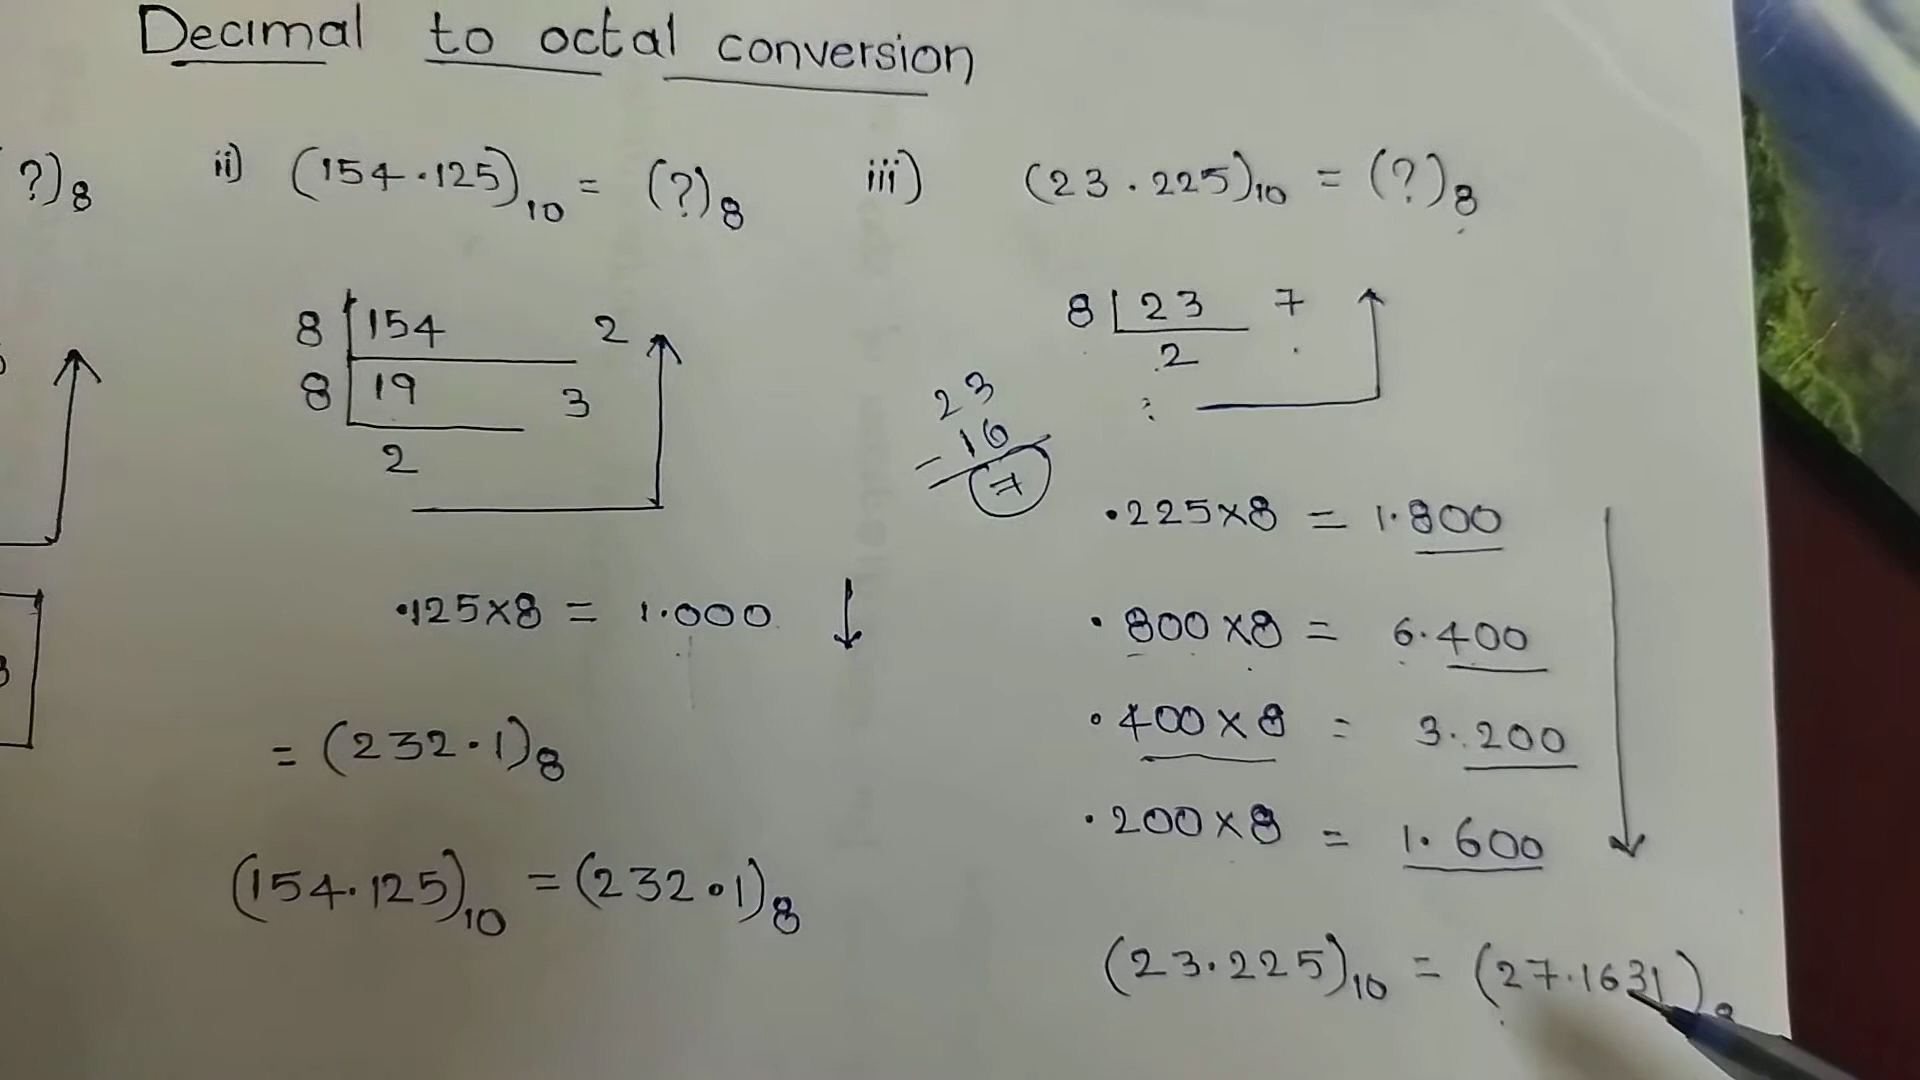 Decimal to octal conversion
?)8
ii) (154.125)10 = (?)8
8 154 2
8 19 3
2
.125×8 = 1.000
= (232.1)8
(154.125)10 = (232.1)8
iii) (23.225)10 = (?)8
8 23 7
2
23
- 16
7
.225×8 = 1.800
.800×8 = 6.400
.400×8 = 3.200
.200×8 = 1.600
(23.225)10 = (27.1631)8